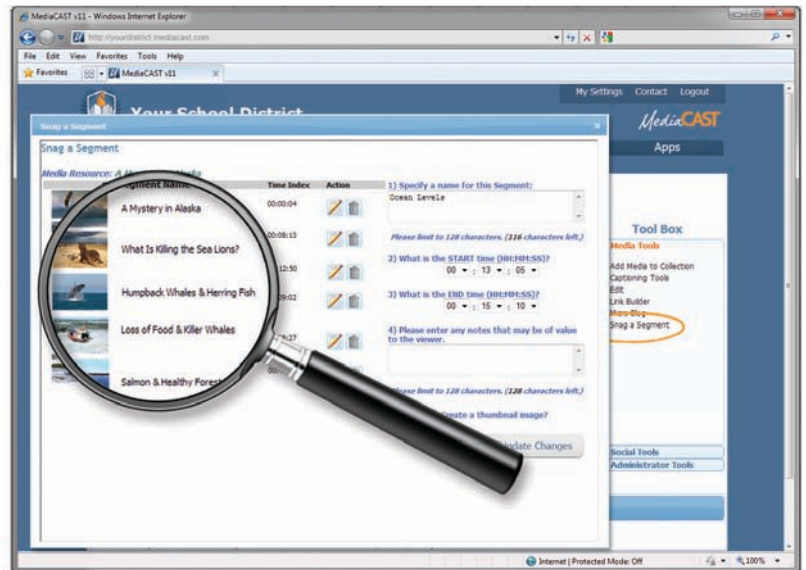 MediaCAST v11 - Windows Internet Explorer
http://yourdistrict.mediacast.com
File Edit View Favorites Tools Help
Favorites
MediaCAST v11
My Settings Contact Logout
Your School District
MediaCAST
Apps
Snag a Segment
Snag a Segment
Media Resource: A
Segment Name Time Index Action
A Mystery in Alaska 00:00:04
What Is Killing the Sea Lions? 00:08:13
Humpback Whales & Herring Fish
Loss of Food & Killer Whales
Salmon & Healthy
1) Specify a name for this Segment:
Ocean Levels
Please limit to 128 characters. (116 characters left.)
2) What is the START time (HH:MM:SS)?
00 : 13 : 05
3) What is the END time (HH:MM:SS)?
00 : 15 : 10
4) Please enter any notes that may be of value
to the viewer.
Please limit to 128 characters. (128 characters left.)
Create a thumbnail image?
Update Changes
Tool Box
Media Tools
Add Media to Collection
Captioning Tools
Edit
Link Builder
Snag a Segment
Social Tools
Administrator Tools
Internet | Protected Mode: Off
100%